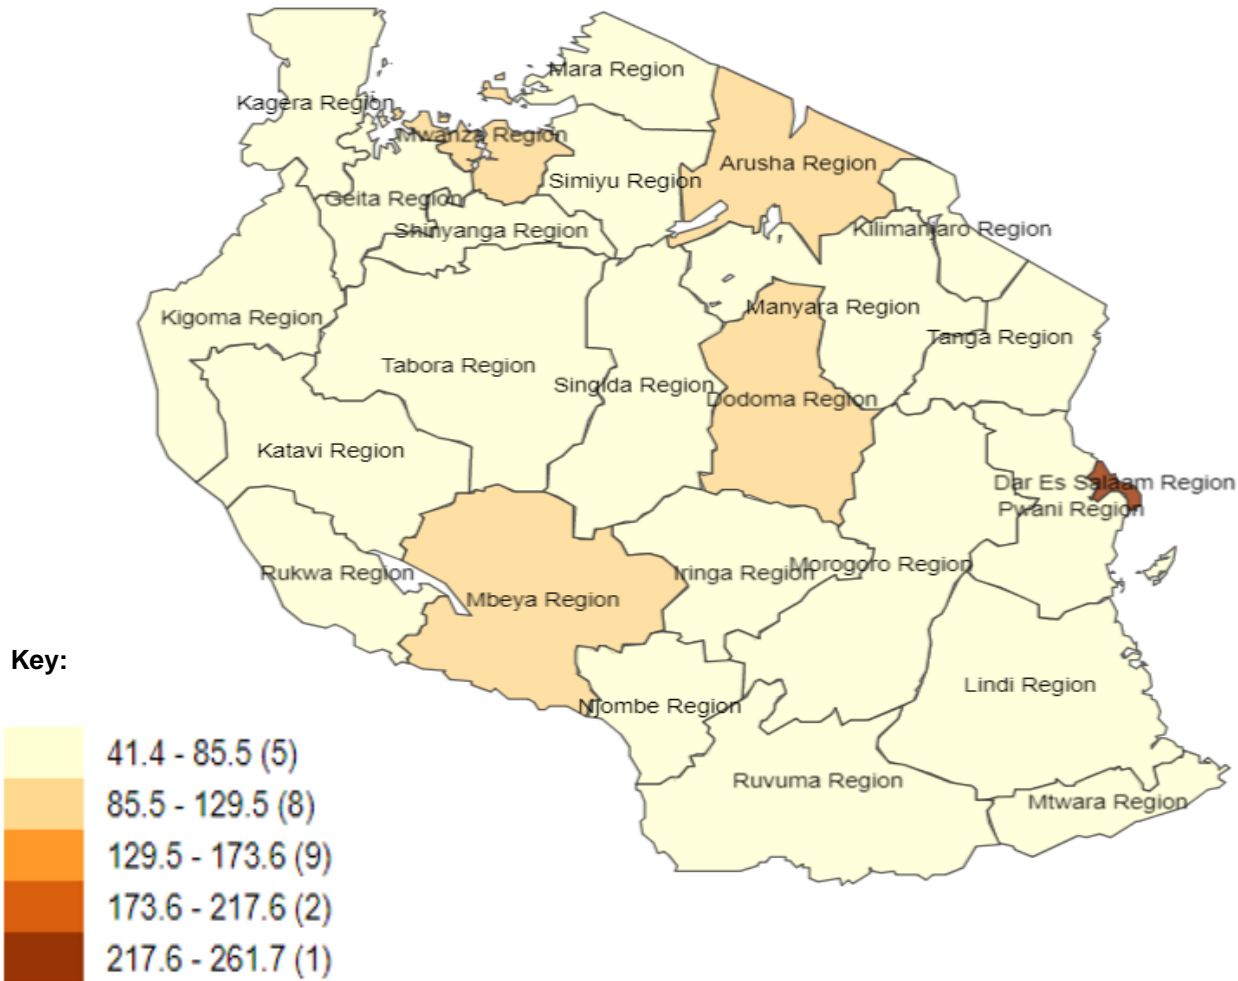 Mara Region
Kagera Region
Mwanza Region
Arusha Region
Simiyu Region
Geita Region
Shinyanga Region
Kilimanjaro Region
Manyara Region
Kigoma Region
Tanga Region
Tabora Region
Singida Region
Dodoma Region
Katavi Region
Dar Es Salaam Region
Pwani Region
Morogoro Region
Rukwa Region
Iringa Region
Mbeya Region
Key:
Lindi Region
Njombe Region
Ruvuma Region
Mtwara Region
41.4 - 85.5 (5)
85.5 - 129.5 (8)
129.5 - 173.6 (9)
173.6 - 217.6 (2)
217.6 - 261.7 (1)